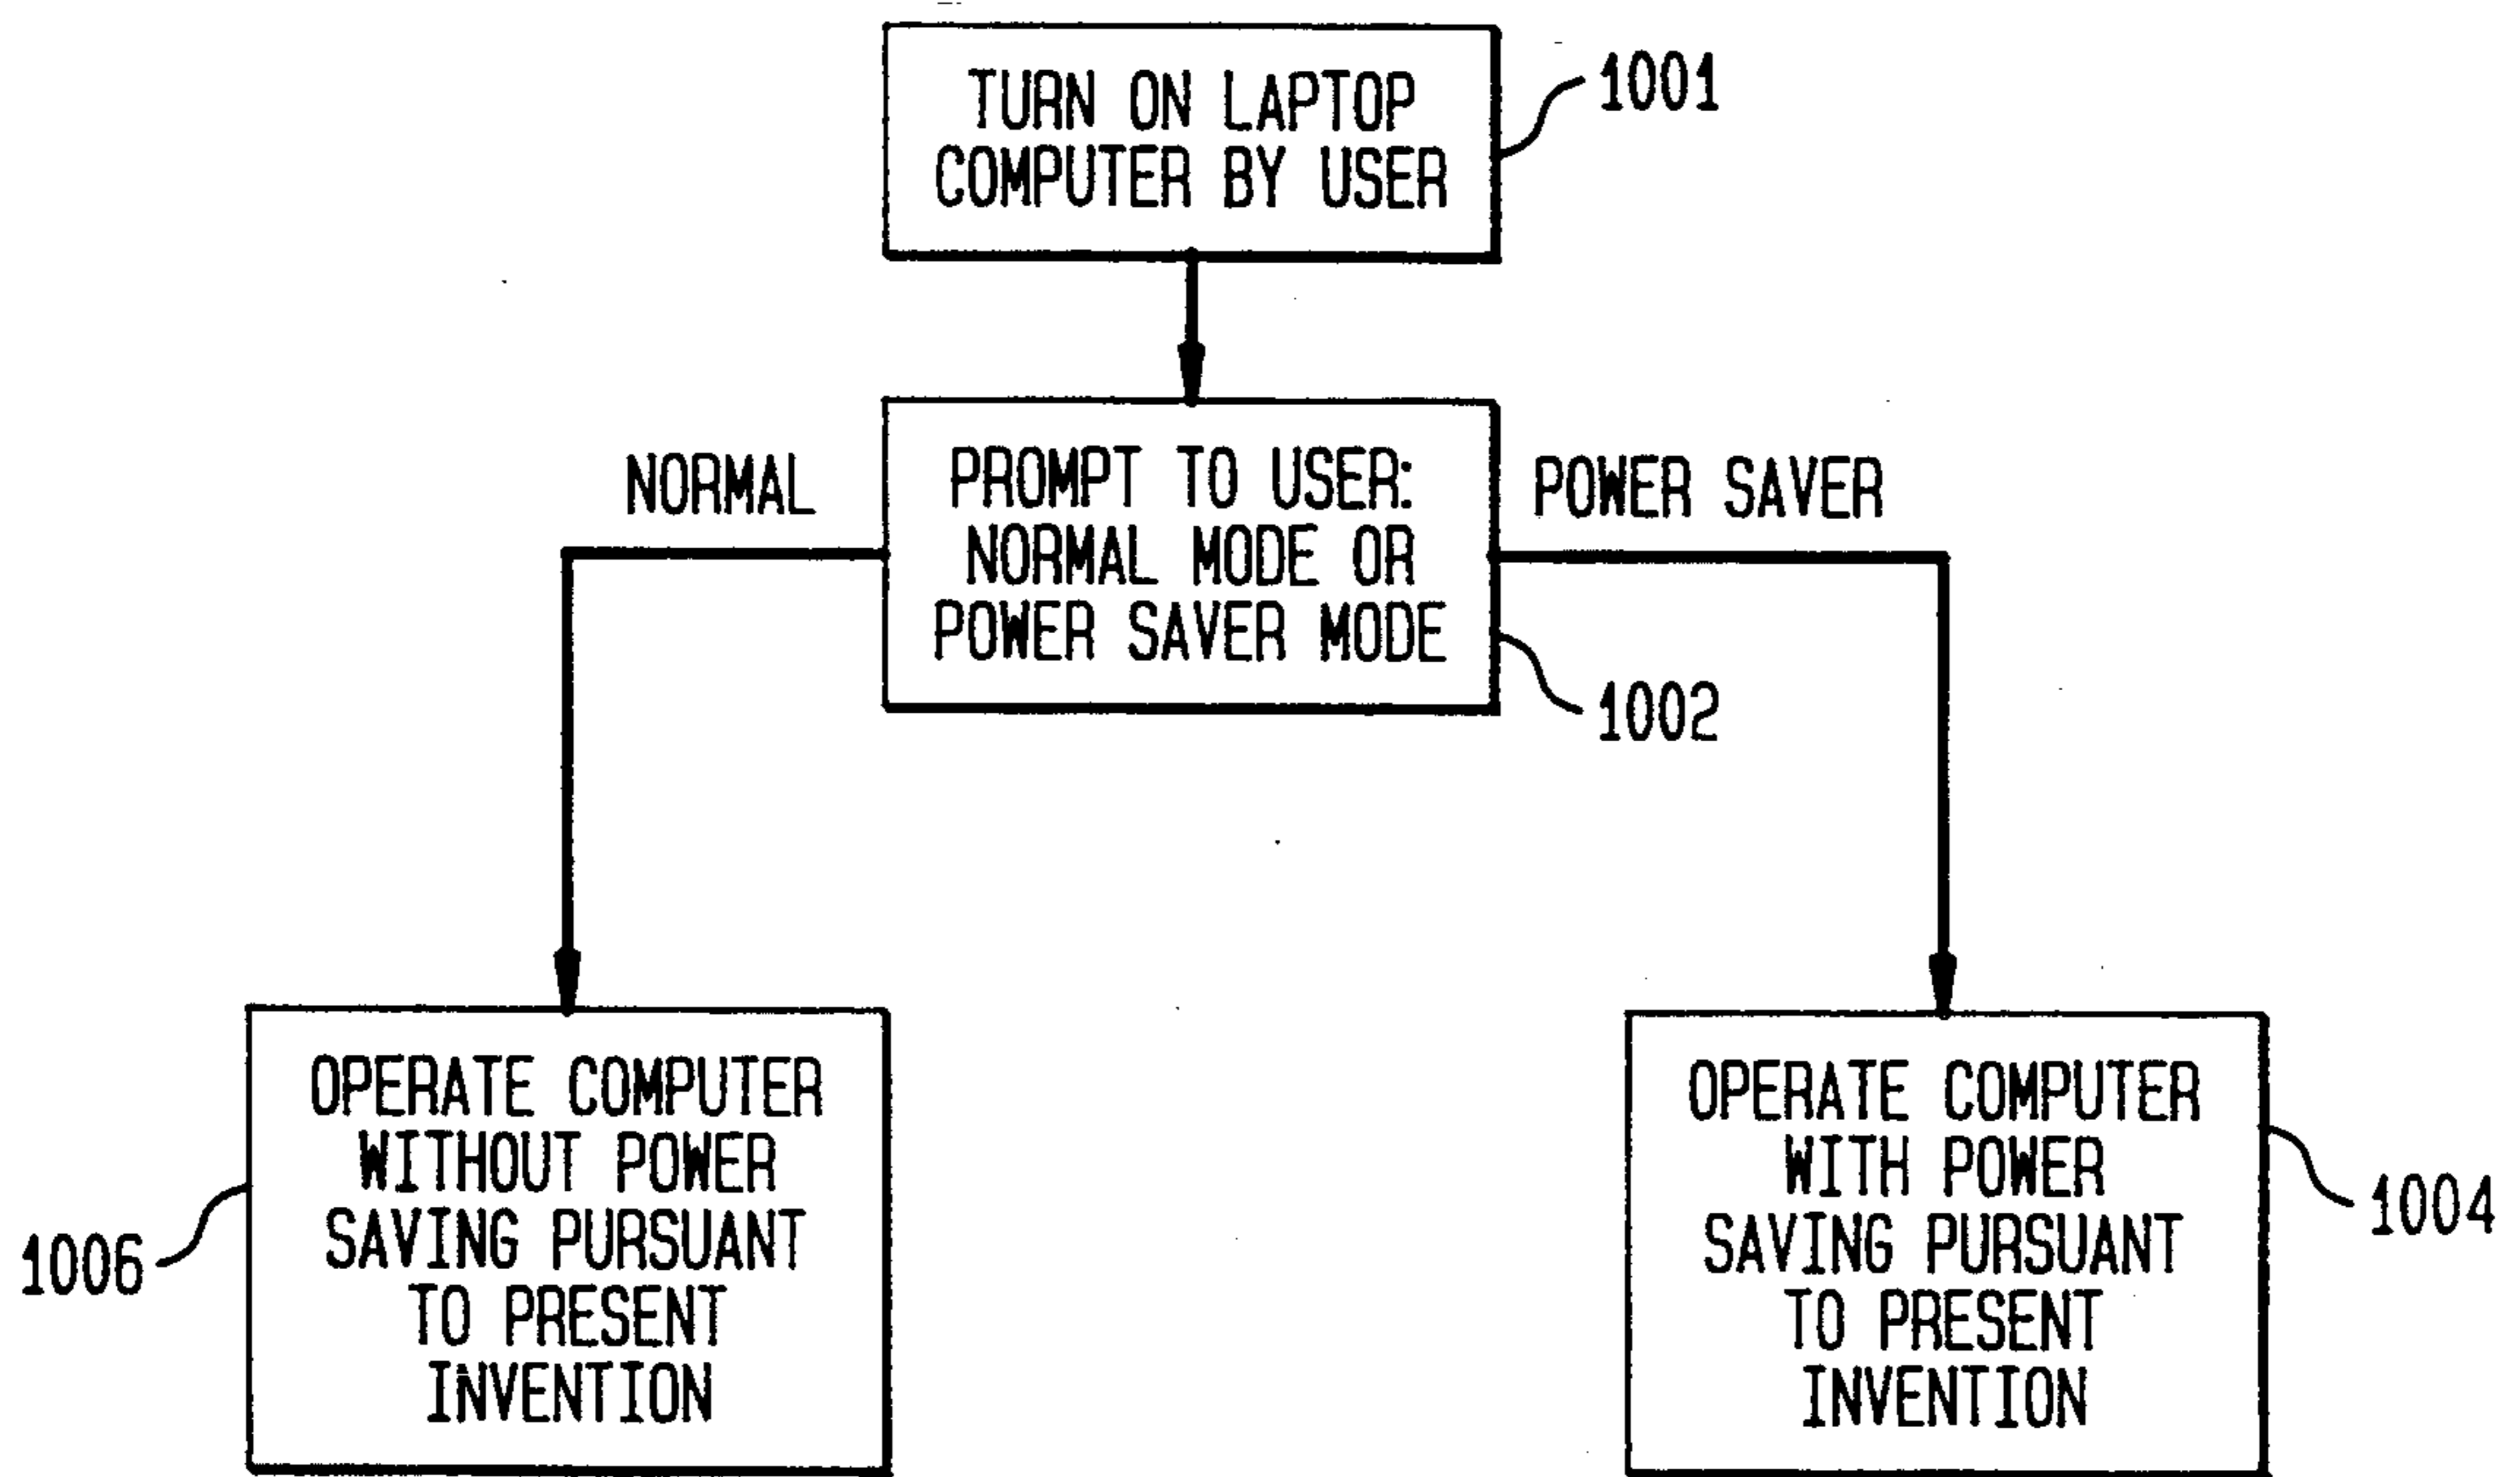 TURN ON LAPTOP
COMPUTER BY USER
1001
NORMAL
PROMPT TO USER:
NORMAL MODE OR
POWER SAVER MODE
POWER SAVER
1002
OPERATE COMPUTER
WITHOUT POWER
SAVING PURSUANT
TO PRESENT
INVENTION
1006
OPERATE COMPUTER
WITH POWER
SAVING PURSUANT
TO PRESENT
INVENTION
1004